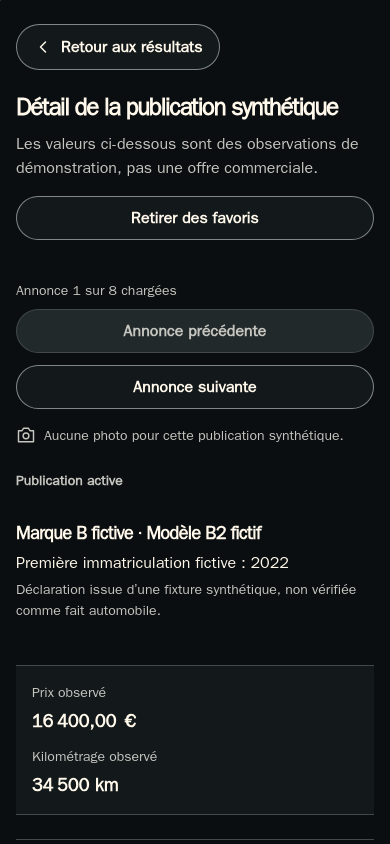 Retour aux résultats
Détail de la publication synthétique
Les valeurs ci-dessous sont des observations de
démonstration, pas une offre commerciale.
Retirer des favoris
Annonce 1 sur 8 chargées
Annonce précédente
Annonce suivante
Aucune photo pour cette publication synthétique.
Publication active
Marque B fictive · Modèle B2 fictif
Première immatriculation fictive : 2022
Déclaration issue d’une fixture synthétique, non vérifiée
comme fait automobile.
Prix observé
16 400,00 €
Kilométrage observé
34 500 km